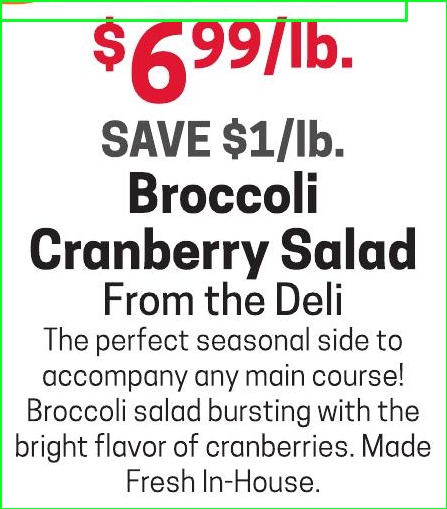 $6.99/lb.
SAVE $1/lb.
Broccoli
Cranberry Salad
From the Deli
The perfect seasonal side to
accompany any main course!
Broccoli salad bursting with the
bright flavor of cranberries. Made
Fresh In-House.